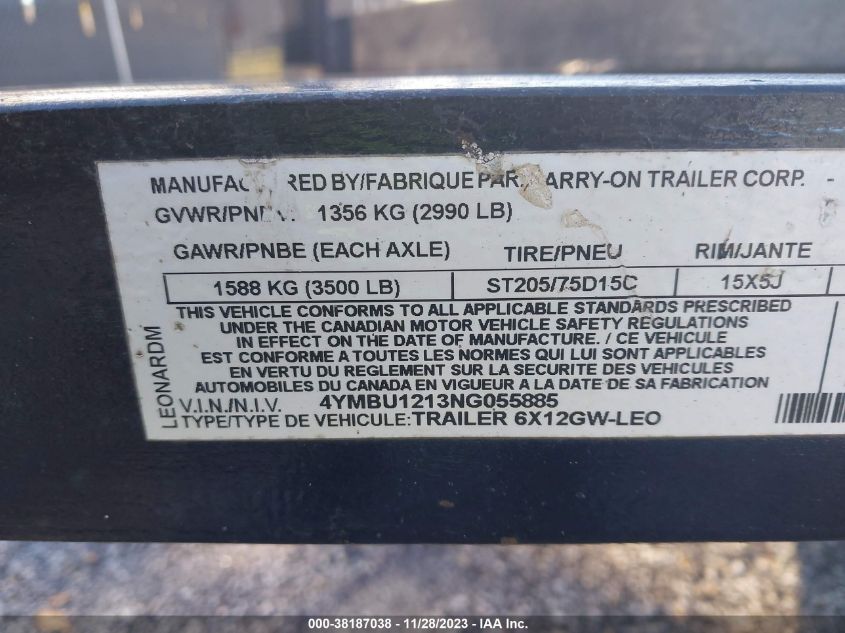 MANUFAC RED BY/FABRIQUE PAR ARRY-ON TRAILER CORP. -
GVWR/PN 1356 KG (2990 LB)
GAWR/PNBE (EACH AXLE) TIRE/PNEU RIM/JANTE
1588 KG (3500 LB) ST205/75D15C 15X5J
THIS VEHICLE CONFORMS TO ALL APPLICABLE STANDARDS PRESCRIBED
UNDER THE CANADIAN MOTOR VEHICLE SAFETY REGULATIONS
IN EFFECT ON THE DATE OF MANUFACTURE. / CE VEHICULE
EST CONFORME A TOUTES LES NORMES QUI LUI SONT APPLICABLES
EN VERTU DU REGLEMENT SUR LA SECURITE DES VEHICULES
AUTOMOBILES DU CANADA EN VIGUEUR A LA DATE DE SA FABRICATION
V.I.N./N.I.V. 4YMBU1213NG055885
TYPE/TYPE DE VEHICULE: TRAILER 6X12GW-LEO
LEONARDM
000-38187038 - 11/28/2023 - IAA Inc.